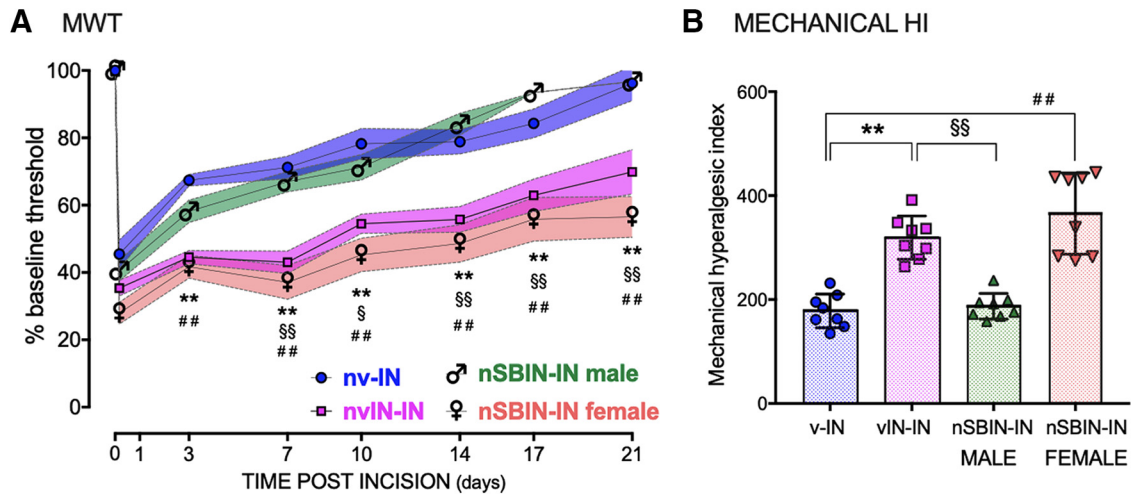 A MWT
% baseline threshold
100
80
60
40
20
0
**
##
**
§§
##
**
§
##
**
§§
##
**
§§
##
**
§§
##
nv-IN
nSBIN-IN male
nvIN-IN
nSBIN-IN female
0 1 3 7 10 14 17 21
TIME POST INCISION (days)
B MECHANICAL HI
Mechanical hyperalgesic index
600
400
200
0
##
** §§
v-IN vIN-IN nSBIN-IN nSBIN-IN
MALE FEMALE